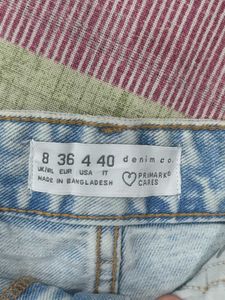 8 36 4 40 denim co.
UK/IRL EUR USA IT PRIMARK
MADE IN BANGLADESH CARES